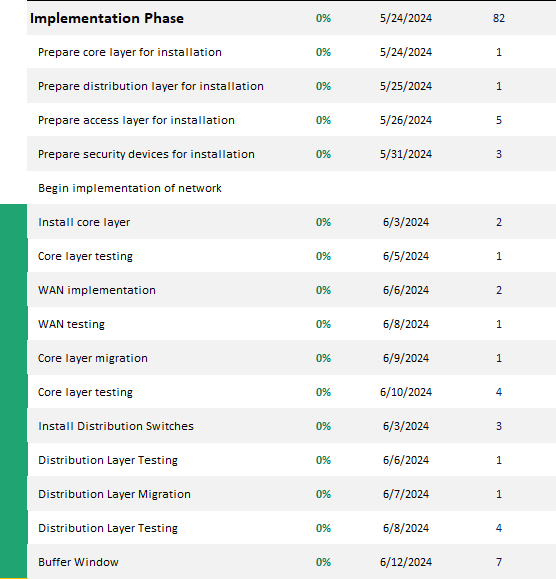 Implementation Phase 0% 5/24/2024 82
Prepare core layer for installation 0% 5/24/2024 1
Prepare distribution layer for installation 0% 5/25/2024 1
Prepare access layer for installation 0% 5/26/2024 5
Prepare security devices for installation 0% 5/31/2024 3
Begin implementation of network
Install core layer 0% 6/3/2024 2
Core layer testing 0% 6/5/2024 1
WAN implementation 0% 6/6/2024 2
WAN testing 0% 6/8/2024 1
Core layer migration 0% 6/9/2024 1
Core layer testing 0% 6/10/2024 4
Install Distribution Switches 0% 6/3/2024 3
Distribution Layer Testing 0% 6/6/2024 1
Distribution Layer Migration 0% 6/7/2024 1
Distribution Layer Testing 0% 6/8/2024 4
Buffer Window 0% 6/12/2024 7